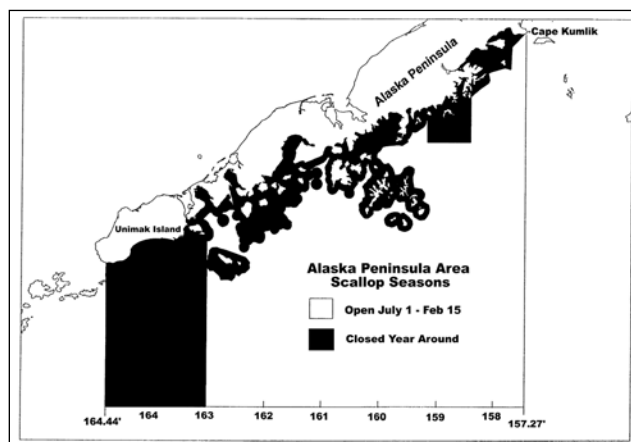 Cape Kumlik
Alaska Peninsula
Unimak Island
Alaska Peninsula Area
Scallop Seasons
Open July 1 - Feb 15
Closed Year Around
164.44' 164 163 162 161 160 159 158 157.27'